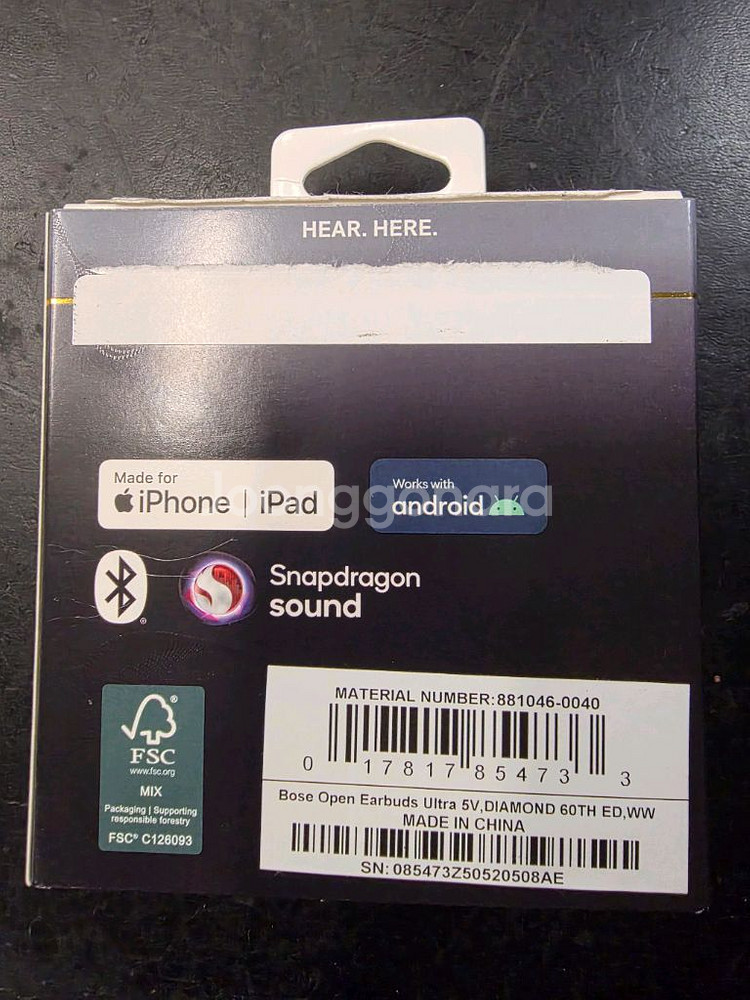 HEAR. HERE.
Made for
iPhone | iPad
Works with
android
joonggonara
Snapdragon
sound
FSC
www.fsc.org
MIX
Packaging | Supporting
responsible forestry
FSC® C126093
MATERIAL NUMBER:881046-0040
0 17817 85473 3
Bose Open Earbuds Ultra 5V,DIAMOND 60TH ED,WW
MADE IN CHINA
SN: 085473Z50520508AE